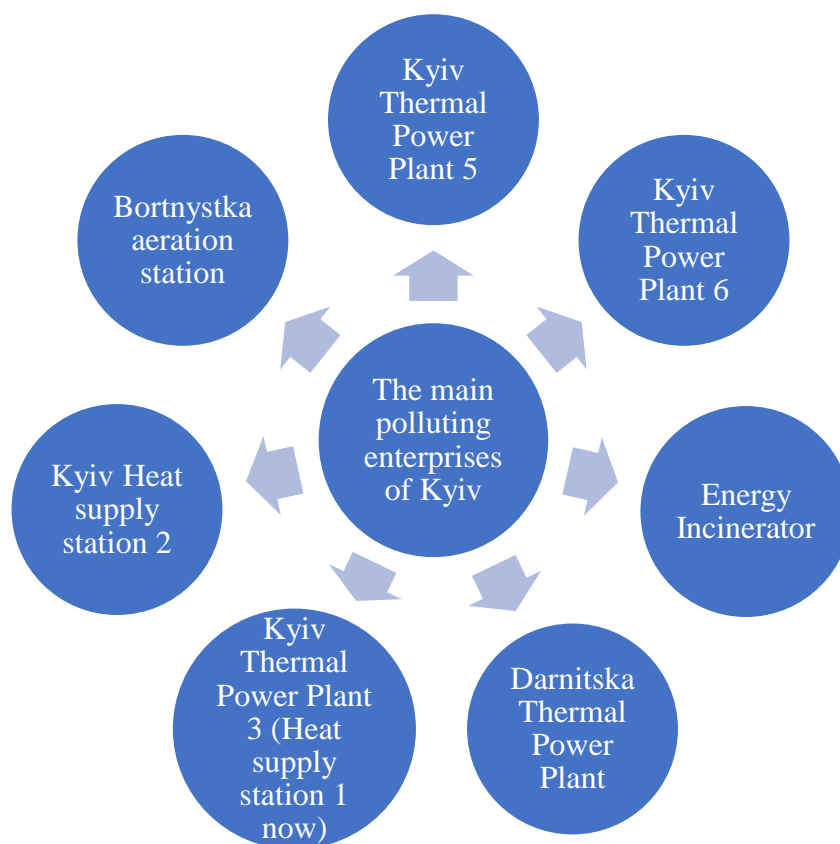 Kyiv
Thermal
Power
Plant 5
Kyiv
Thermal
Power
Plant 6
Energy
Incinerator
Darnitska
Thermal
Power
Plant
Kyiv
Thermal
Power Plant
3 (Heat
supply
station 1
now)
Kyiv Heat
supply
station 2
Bortnystka
aeration
station
The main
polluting
enterprises
of Kyiv